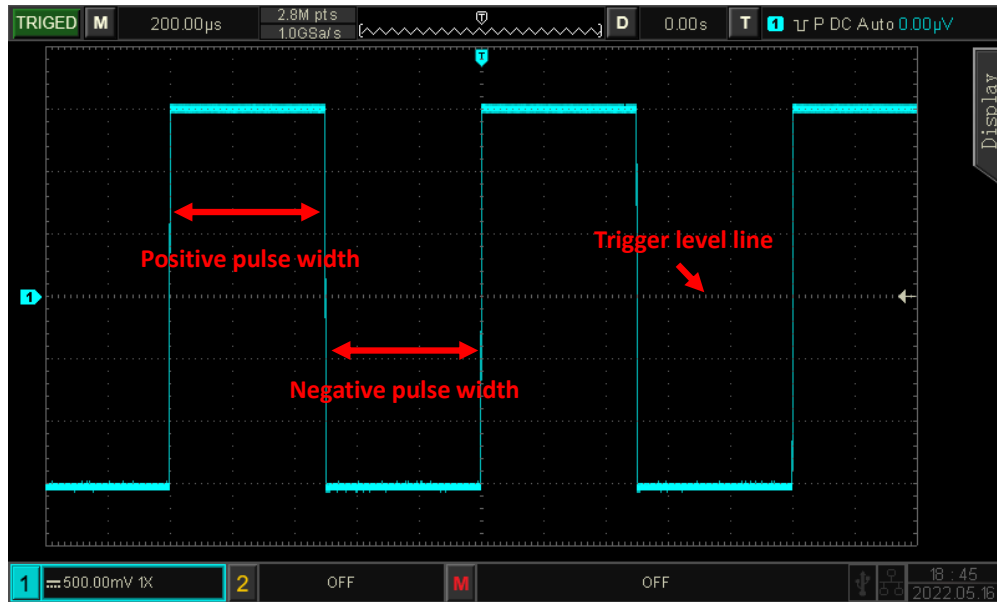 TRIGED M 200.00μs 2.8M pts D 0.00s T 1 P DC Auto 0.00μV
1.0GSa/s
T
T
Display
Positive pulse width
Trigger level line
1
Negative pulse width
1 500.00mV 1X 2 OFF M OFF 18 : 45
2022.05.16